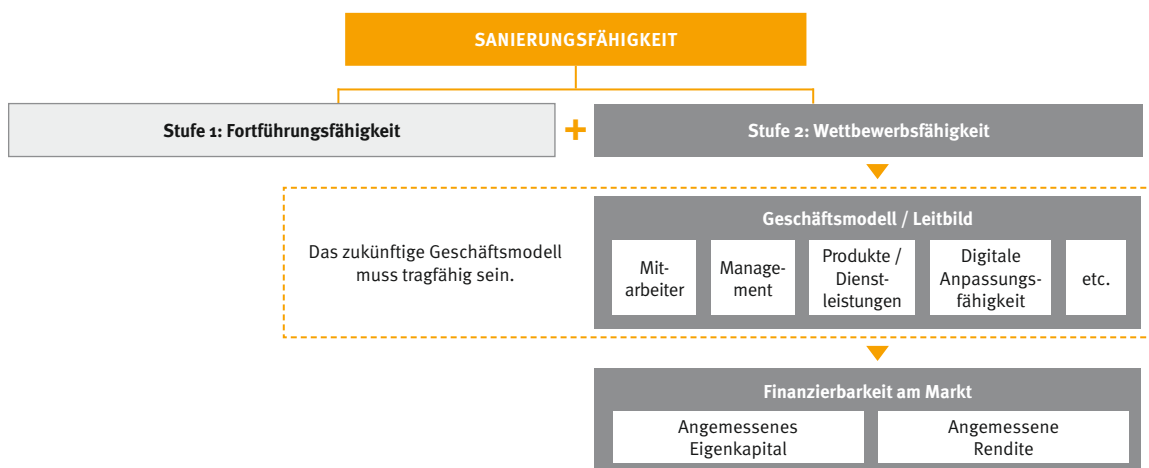 SANIERUNGSFÄHIGKEIT
Stufe 1: Fortführungsfähigkeit
+
Stufe 2: Wettbewerbsfähigkeit
Das zukünftige Geschäftsmodell
muss tragfähig sein.
Geschäftsmodell / Leitbild
Mit-
arbeiter
Manage-
ment
Produkte /
Dienst-
leistungen
Digitale
Anpassungs-
fähigkeit
etc.
Finanzierbarkeit am Markt
Angemessenes
Eigenkapital
Angemessene
Rendite